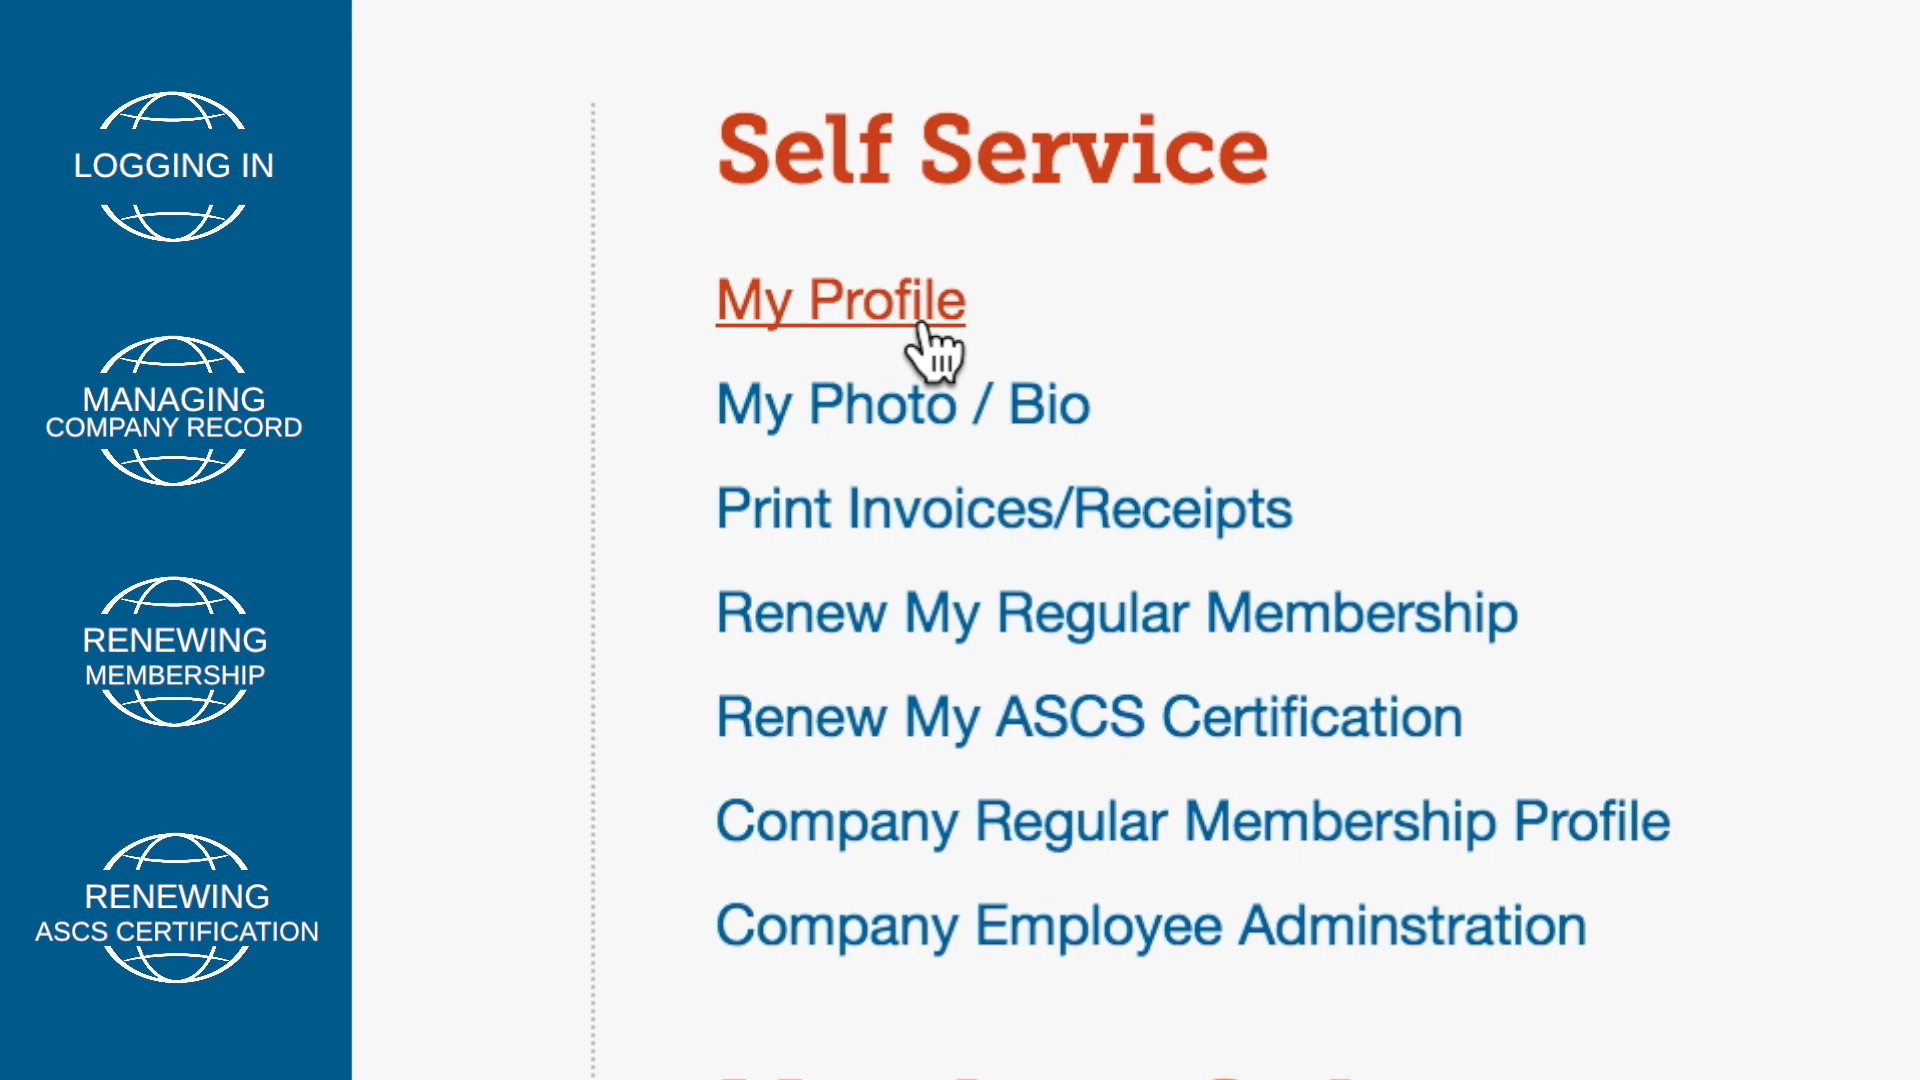 LOGGING IN
MANAGING
COMPANY RECORD
RENEWING
MEMBERSHIP
RENEWING
ASCS CERTIFICATION
Self Service
My Profile
My Photo / Bio
Print Invoices/Receipts
Renew My Regular Membership
Renew My ASCS Certification
Company Regular Membership Profile
Company Employee Adminstration